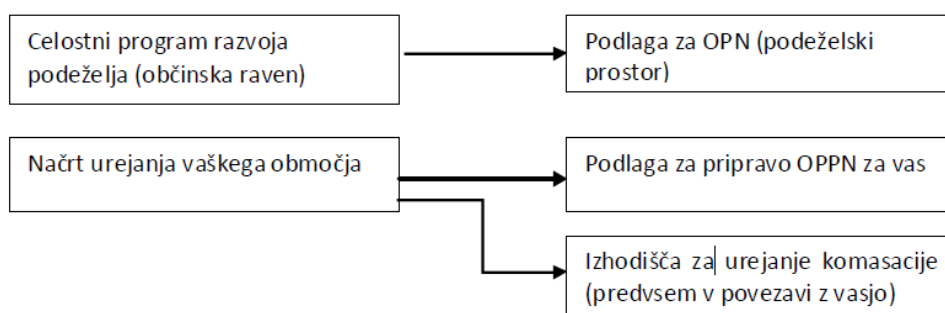 Celostni program razvoja
podeželja (občinska raven)
Podlaga za OPN (podeželski
prostor)
Načrt urejanja vaškega območja
Podlaga za pripravo OPPN za vas
Izhodišča za urejanje komasacije
(predvsem v povezavi z vasjo)